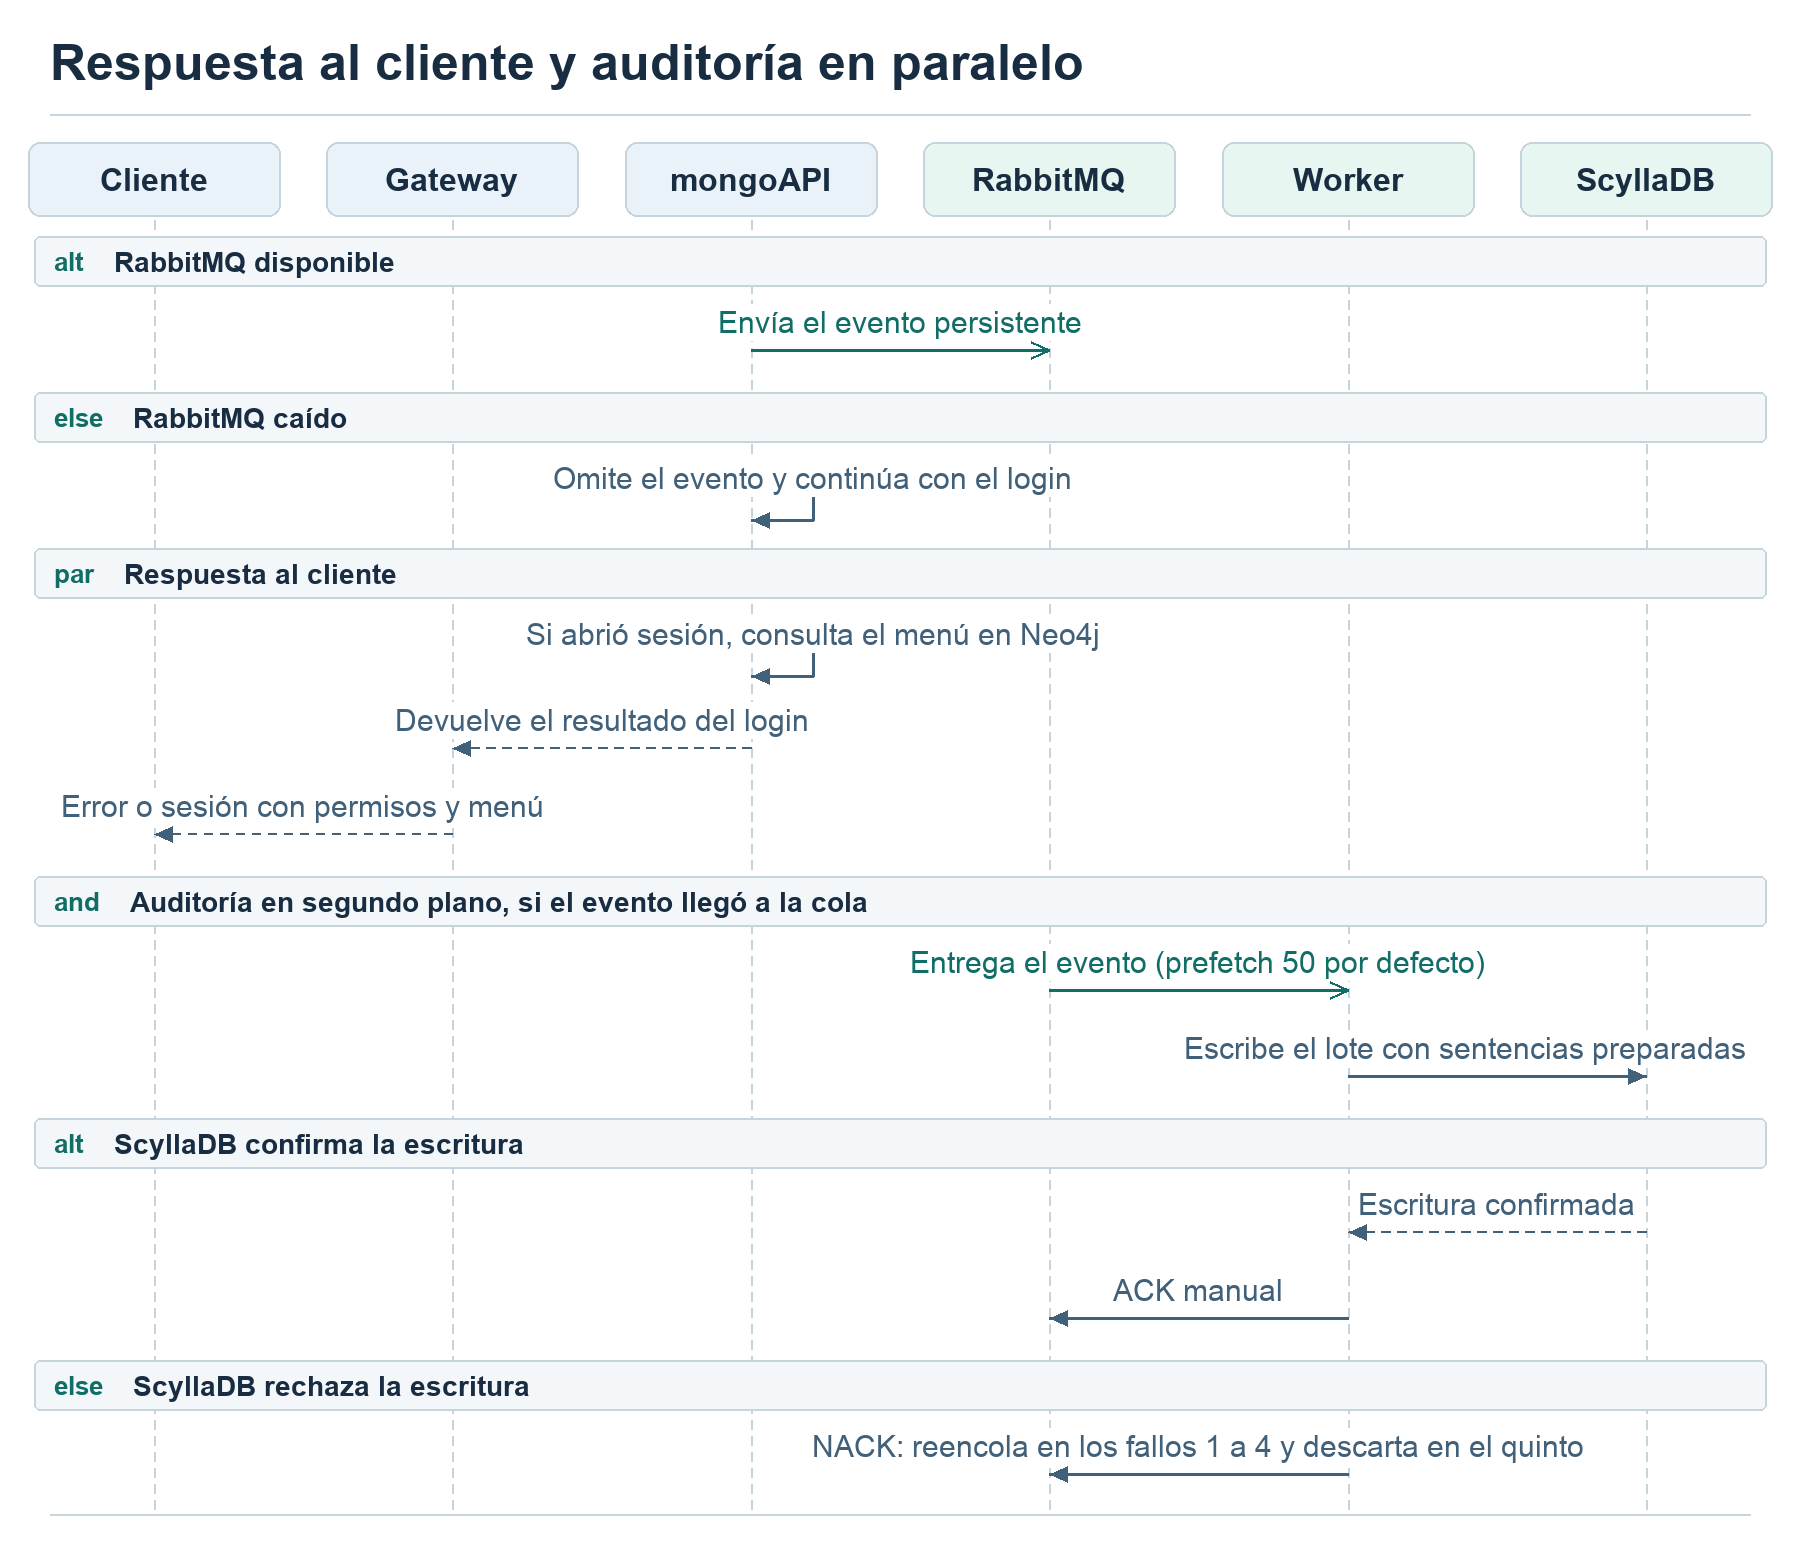 Respuesta al cliente y auditoría en paralelo
Cliente
Gateway
mongoAPI
RabbitMQ
Worker
ScyllaDB
alt RabbitMQ disponible
Envía el evento persistente
else RabbitMQ caído
Omite el evento y continúa con el login
par Respuesta al cliente
Si abrió sesión, consulta el menú en Neo4j
Devuelve el resultado del login
Error o sesión con permisos y menú
and Auditoría en segundo plano, si el evento llegó a la cola
Entrega el evento (prefetch 50 por defecto)
Escribe el lote con sentencias preparadas
alt ScyllaDB confirma la escritura
Escritura confirmada
ACK manual
else ScyllaDB rechaza la escritura
NACK: reencola en los fallos 1 a 4 y descarta en el quinto